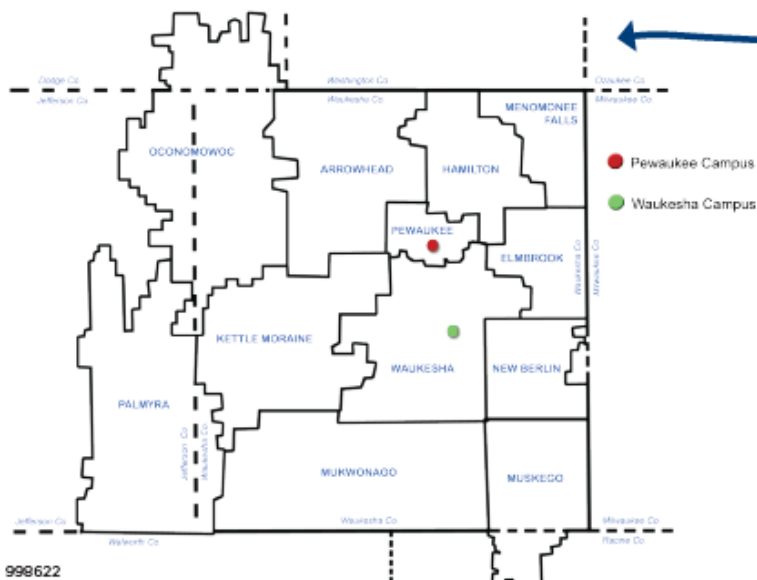 Dodge Co.
Washington Co.
Ozaukee Co.
Jefferson Co.
Waukesha Co.
Milwaukee Co.
MENOMONEE
FALLS
OCONOMOWOC
ARROWHEAD
HAMILTON
Pewaukee Campus
Waukesha Campus
PEWAUKEE
ELMBROOK
Waukesha Co.
Milwaukee Co.
KETTLE MORAINE
WAUKESHA
NEW BERLIN
PALMYRA
Jefferson Co.
Waukesha Co.
MUKWONAGO
MUSKEGO
Jefferson Co.
Waukesha Co.
Milwaukee Co.
Walworth Co.
Racine Co.
998622